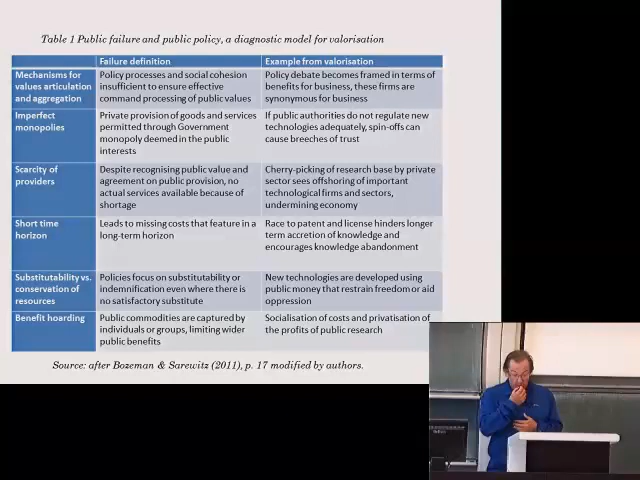 Table 1 Public failure and public policy, a diagnostic model for valorisation
Failure definition
Example from valorisation
Mechanisms for
values articulation
and aggregation
Policy processes and social cohesion
insufficient to ensure effective
command processing of public values
Policy debate becomes framed in terms of
benefits for business, these firms are
synonymous for business
Imperfect
monopolies
Private provision of goods and services
permitted through Government
monopoly deemed in the public
interests
If public authorities do not regulate new
technologies adequately, spin-offs can
cause breeches of trust
Scarcity of
providers
Despite recognising public value and
agreement on public provision, no
actual services available because of
shortage
Cherry-picking of research base by private
sector sees offshoring of important
technological firms and sectors,
undermining economy
Short time
horizon
Leads to missing costs that feature in a
long-term horizon
Race to patent and license hinders longer
term accretion of knowledge and
encourages knowledge abandonment
Substitutability vs.
conservation of
resources
Policies focus on substitutability or
indemnification even where there is
no satisfactory substitute
New technologies are developed using
public money that restrain freedom or aid
oppression
Benefit hoarding
Public commodities are captured by
individuals or groups, limiting wider
public benefits
Socialisation of costs and privatisation of
the profits of public research
Source: after Bozeman & Sarewitz (2011), p. 17 modified by authors.